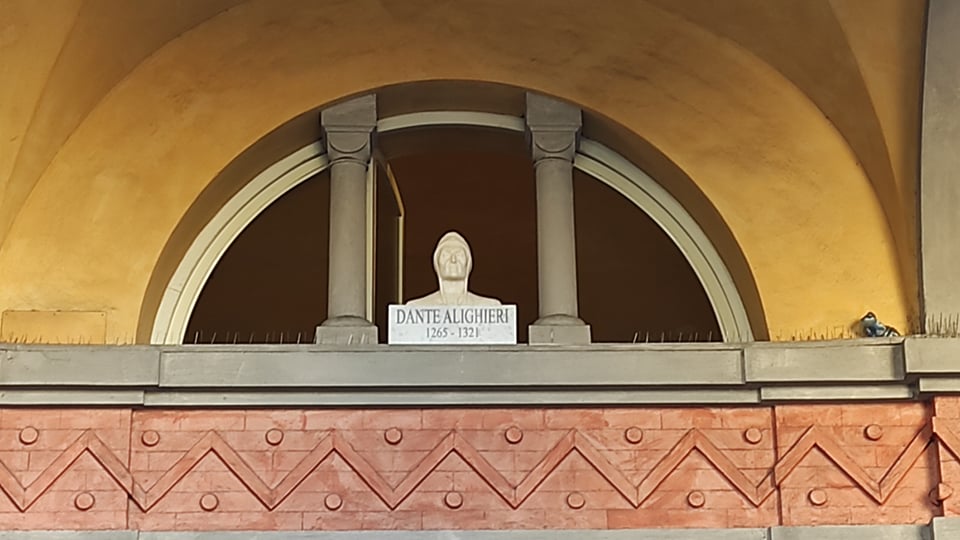 DANTE ALIGHIERI
1265 - 1321